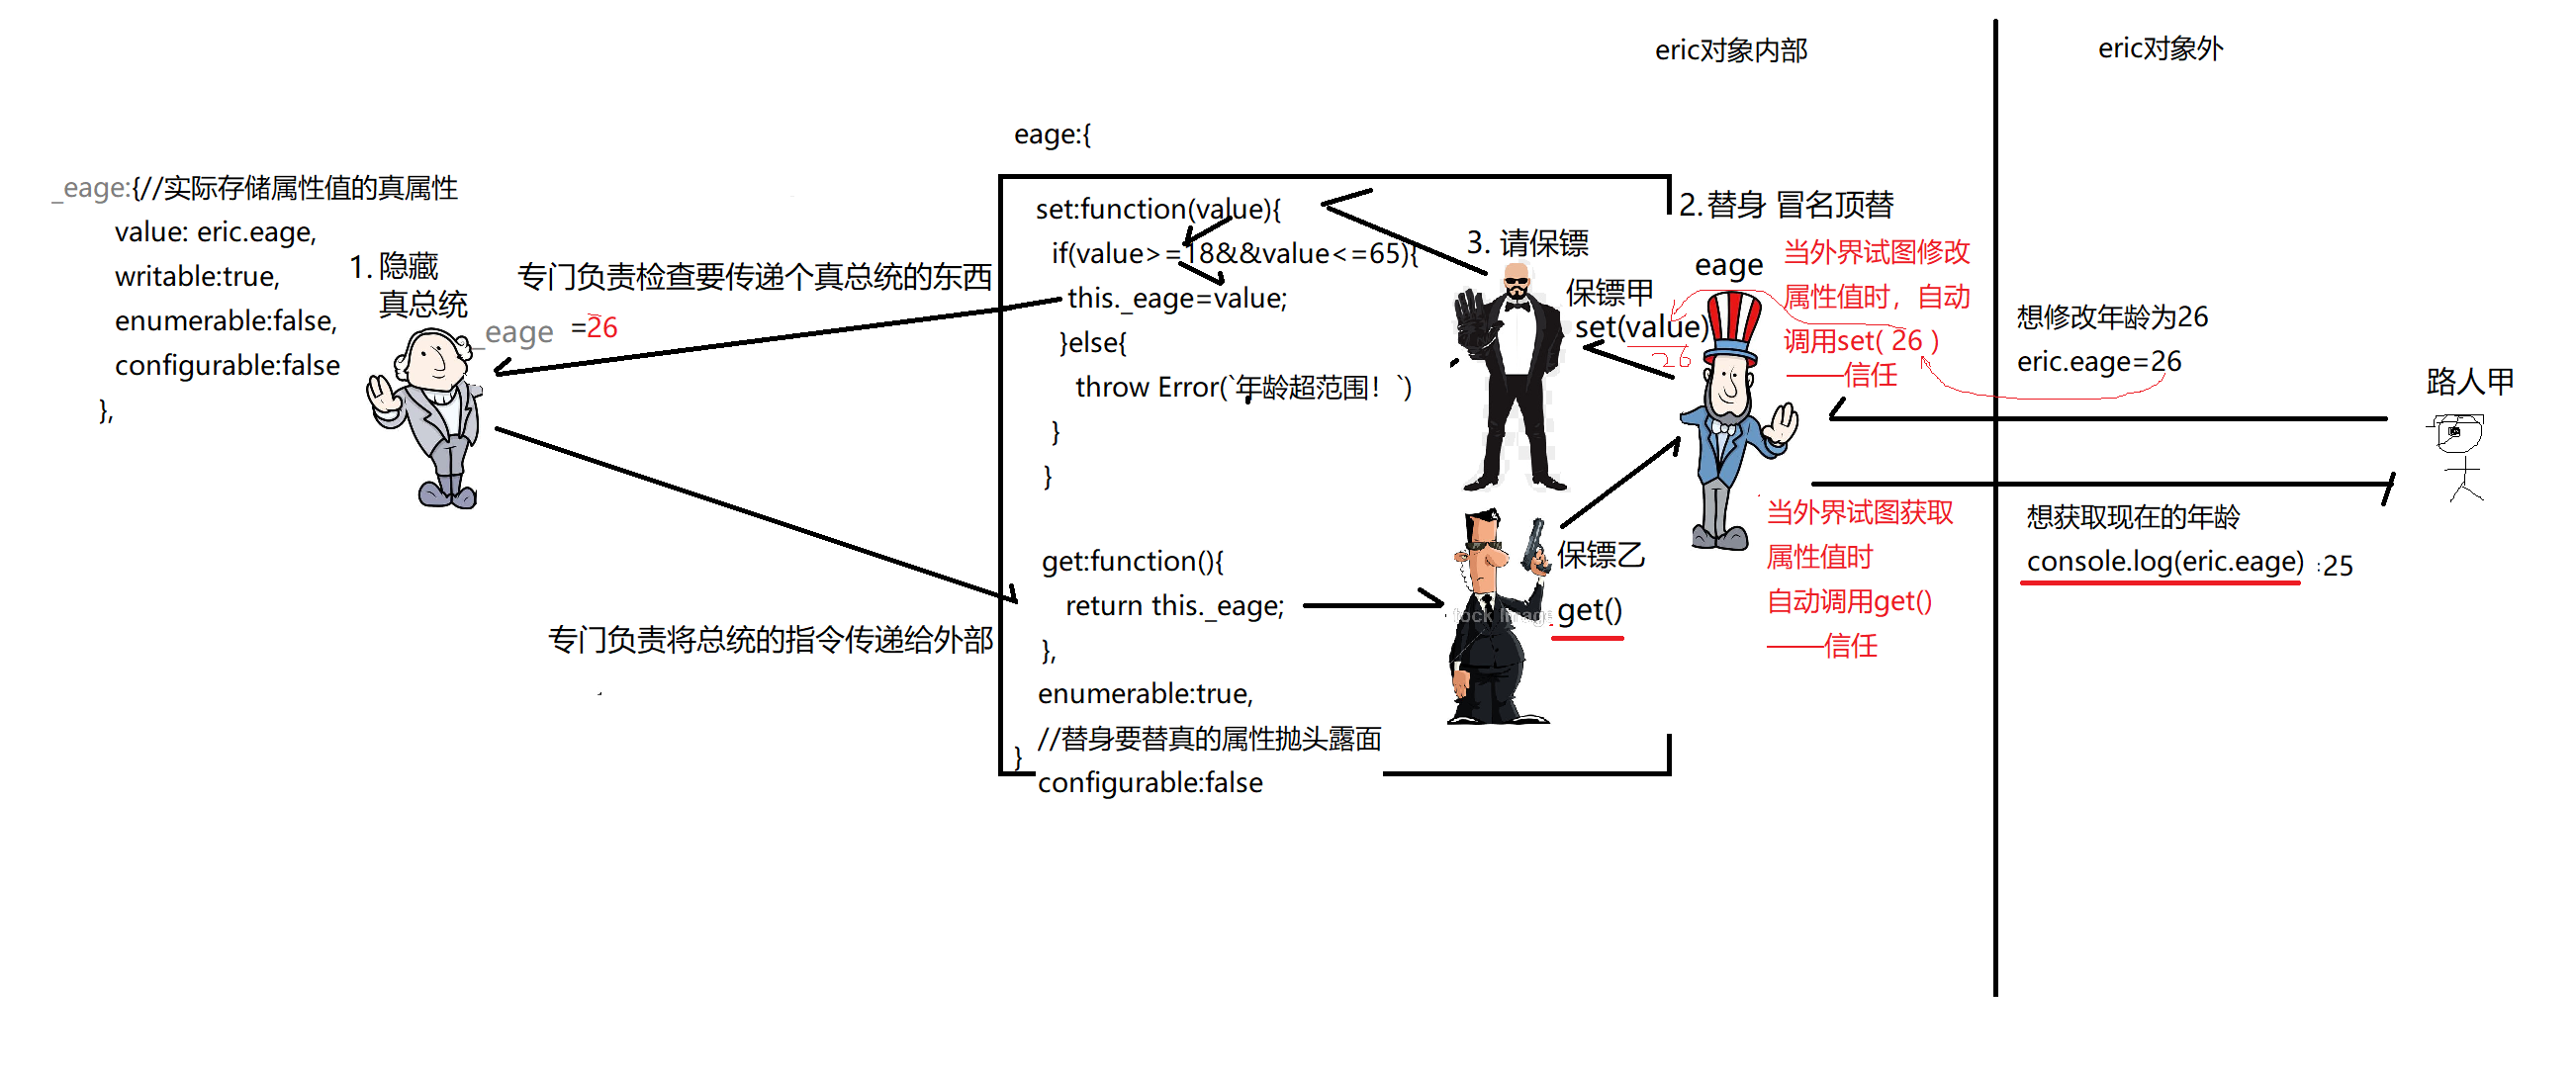 eric对象内部
eric对象外
_eage:{//实际存储属性值的真属性
value: eric.eage,
writable:true,
enumerable:false,
configurable:false
},
1. 隐藏
真总统
专门负责检查要传递个真总统的东西
_eage =26
专门负责将总统的指令传递给外部
eage:{
set:function(value){
if(value>=18&&value<=65){
this._eage=value;
}else{
throw Error(`年龄超范围！`)
}
}
get:function(){
return this._eage;
},
enumerable:true,
//替身要替真的属性抛头露面
configurable:false
}
3. 请保镖
保镖甲
set(value)
26
保镖乙
get()
2.替身 冒名顶替
eage
当外界试图修改
属性值时，自动
调用set( 26 )
——信任
当外界试图获取
属性值时
自动调用get()
——信任
想修改年龄为26
eric.eage=26
路人甲
想获取现在的年龄
console.log(eric.eage) :25